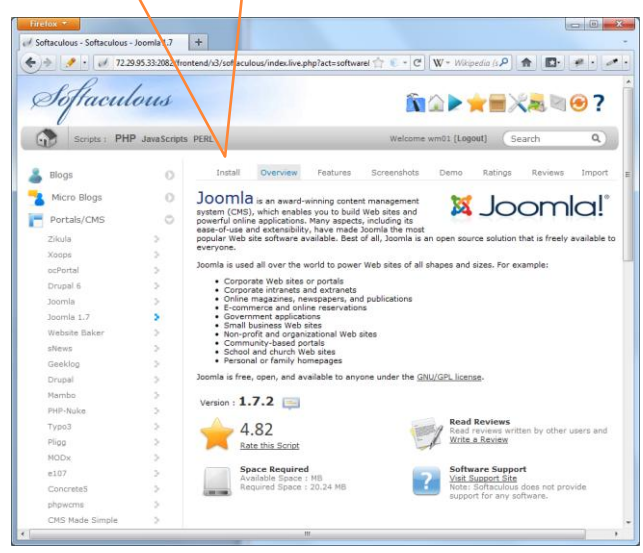 Firefox
Softaculous - Softaculous - Joomla 1.7
72.29.95.33:2082/frontend/x3/softaculous/index.live.php?act=software
W - Wikipedia (s
Softaculous
Scripts : PHP JavaScripts PERL
Welcome wm01 [Logout]
Search
Blogs
Micro Blogs
Portals/CMS
Zikula
Xoops
ocPortal
Drupal 6
Joomla
Joomla 1.7
Website Baker
sNews
Geeklog
Drupal
Mambo
PHP-Nuke
Typo3
Pligg
MODx
e107
Concrete5
phpwcms
CMS Made Simple
Install Overview Features Screenshots Demo Ratings Reviews Import
Joomla!®
Joomla is an award-winning content management
system (CMS), which enables you to build Web sites and
powerful online applications. Many aspects, including its
ease-of-use and extensibility, have made Joomla the most
popular Web site software available. Best of all, Joomla is an open source solution that is freely available to
everyone.
Joomla is used all over the world to power Web sites of all shapes and sizes. For example:
• Corporate Web sites or portals
• Corporate intranets and extranets
• Online magazines, newspapers, and publications
• E-commerce and online reservations
• Government applications
• Small business Web sites
• Non-profit and organizational Web sites
• Community-based portals
• School and church Web sites
• Personal or family homepages
Joomla is free, open, and available to anyone under the GNU/GPL license.
Version : 1.7.2
4.82
Rate this Script
Read Reviews
Read reviews written by other users and
Write a Review
Space Required
Available Space : MB
Required Space : 20.24 MB
Software Support
Visit Support Site
Note: Softaculous does not provide
support for any software.